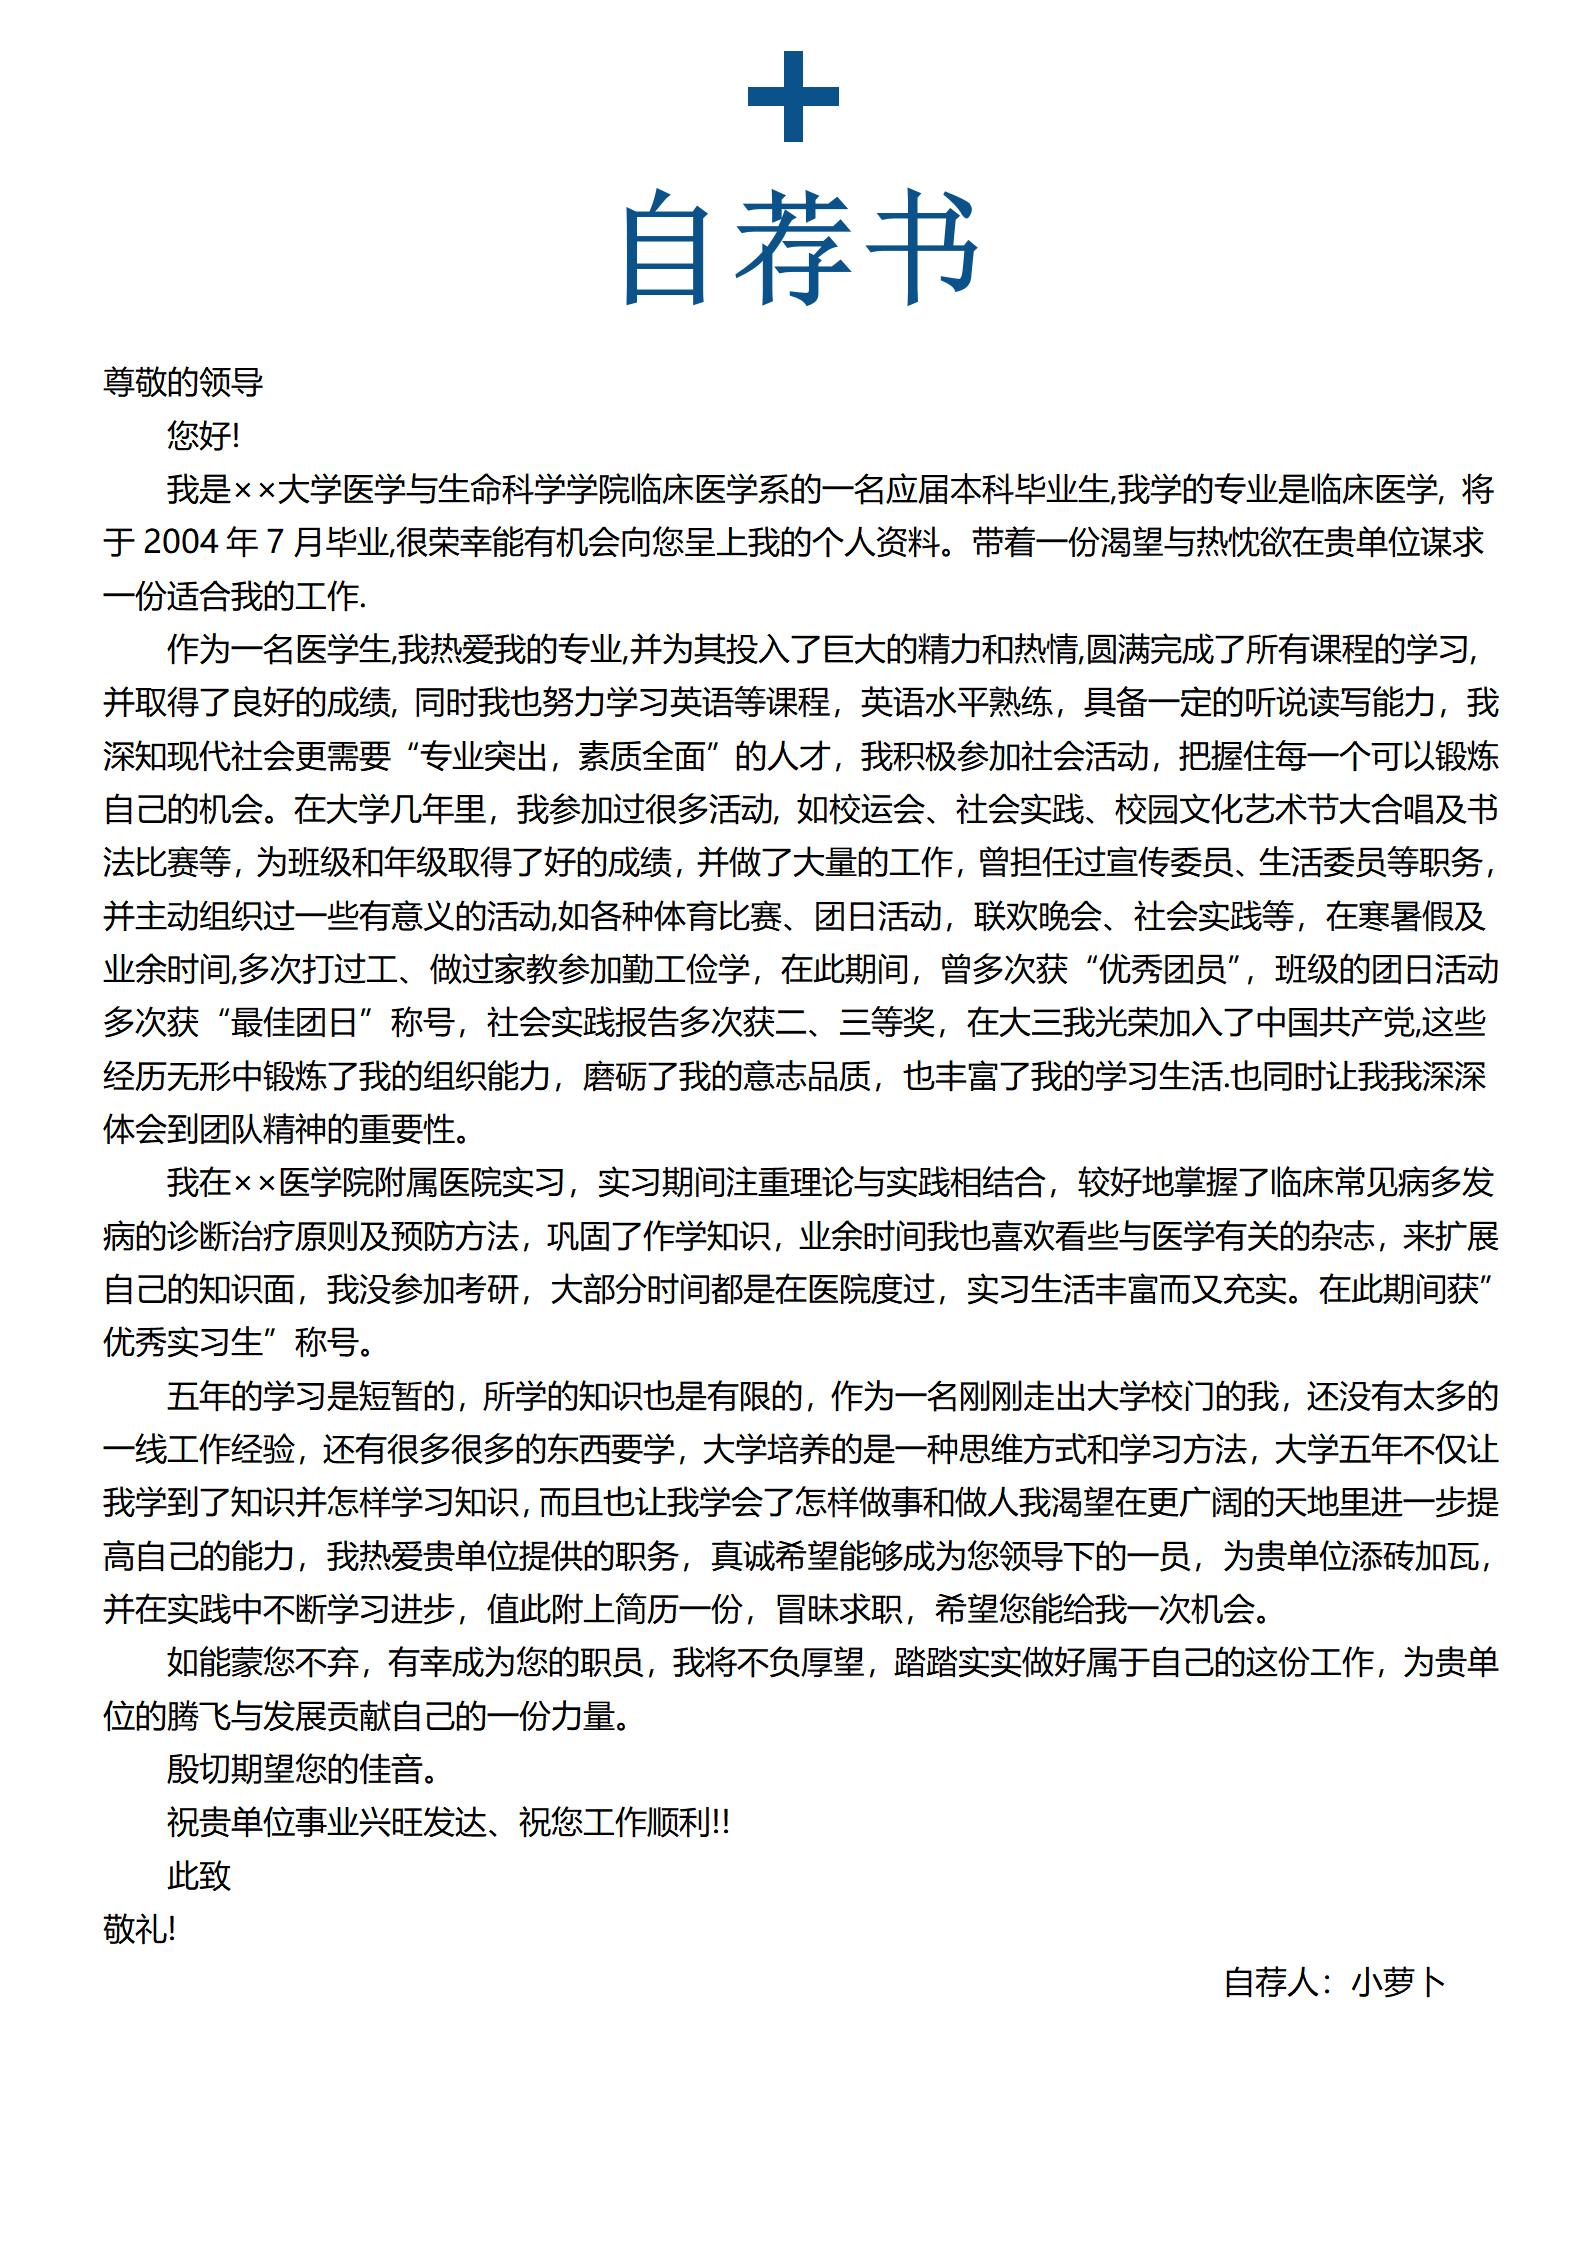 自荐书
尊敬的领导
您好!
我是××大学医学与生命科学学院临床医学系的一名应届本科毕业生,我学的专业是临床医学, 将
于 2004 年 7 月毕业,很荣幸能有机会向您呈上我的个人资料。带着一份渴望与热忱欲在贵单位谋求
一份适合我的工作.
作为一名医学生,我热爱我的专业,并为其投入了巨大的精力和热情,圆满完成了所有课程的学习,
并取得了良好的成绩, 同时我也努力学习英语等课程，英语水平熟练，具备一定的听说读写能力，我
深知现代社会更需要“专业突出，素质全面”的人才，我积极参加社会活动，把握住每一个可以锻炼
自己的机会。在大学几年里，我参加过很多活动, 如校运会、社会实践、校园文化艺术节大合唱及书
法比赛等，为班级和年级取得了好的成绩，并做了大量的工作，曾担任过宣传委员、生活委员等职务，
并主动组织过一些有意义的活动,如各种体育比赛、团日活动，联欢晚会、社会实践等，在寒暑假及
业余时间,多次打过工、做过家教参加勤工俭学，在此期间，曾多次获“优秀团员”，班级的团日活动
多次获“最佳团日”称号，社会实践报告多次获二、三等奖，在大三我光荣加入了中国共产党,这些
经历无形中锻炼了我的组织能力，磨砺了我的意志品质，也丰富了我的学习生活.也同时让我我深深
体会到团队精神的重要性。
我在××医学院附属医院实习，实习期间注重理论与实践相结合，较好地掌握了临床常见病多发
病的诊断治疗原则及预防方法，巩固了作学知识，业余时间我也喜欢看些与医学有关的杂志，来扩展
自己的知识面，我没参加考研，大部分时间都是在医院度过，实习生活丰富而又充实。在此期间获”
优秀实习生”称号。
五年的学习是短暂的，所学的知识也是有限的，作为一名刚刚走出大学校门的我，还没有太多的
一线工作经验，还有很多很多的东西要学，大学培养的是一种思维方式和学习方法，大学五年不仅让
我学到了知识并怎样学习知识，而且也让我学会了怎样做事和做人我渴望在更广阔的天地里进一步提
高自己的能力，我热爱贵单位提供的职务，真诚希望能够成为您领导下的一员，为贵单位添砖加瓦，
并在实践中不断学习进步，值此附上简历一份，冒昧求职，希望您能给我一次机会。
如能蒙您不弃，有幸成为您的职员，我将不负厚望，踏踏实实做好属于自己的这份工作，为贵单
位的腾飞与发展贡献自己的一份力量。
殷切期望您的佳音。
祝贵单位事业兴旺发达、祝您工作顺利!!
此致
敬礼!
自荐人：小萝卜